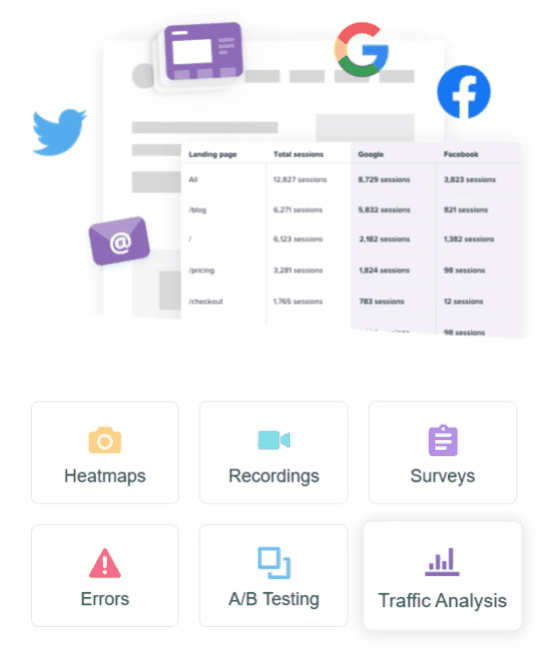 Landing page Total sessions Google Facebook
All 12,827 sessions 8,729 sessions 3,823 sessions
/blog 6,271 sessions 5,832 sessions 821 sessions
/ 6,123 sessions 2,182 sessions 1,382 sessions
/pricing 3,281 sessions 1,824 sessions 98 sessions
/checkout 1,765 sessions 783 sessions 12 sessions
98 sessions
@
Heatmaps Recordings Surveys
Errors A/B Testing Traffic Analysis